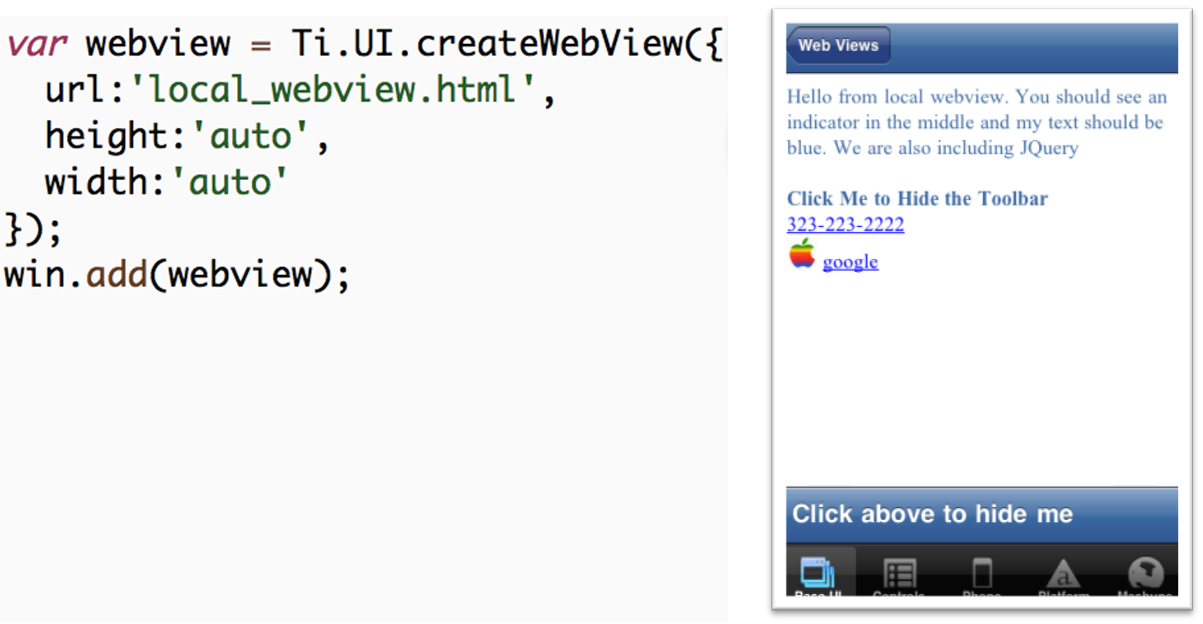 var webview = Ti.UI.createWebView({
url:'local_webview.html',
height:'auto',
width:'auto'
});
win.add(webview);
Web Views
Hello from local webview. You should see an
indicator in the middle and my text should be
blue. We are also including JQuery
Click Me to Hide the Toolbar
323-223-2222
google
Click above to hide me
Base UI Controls Phone Platform Mashups